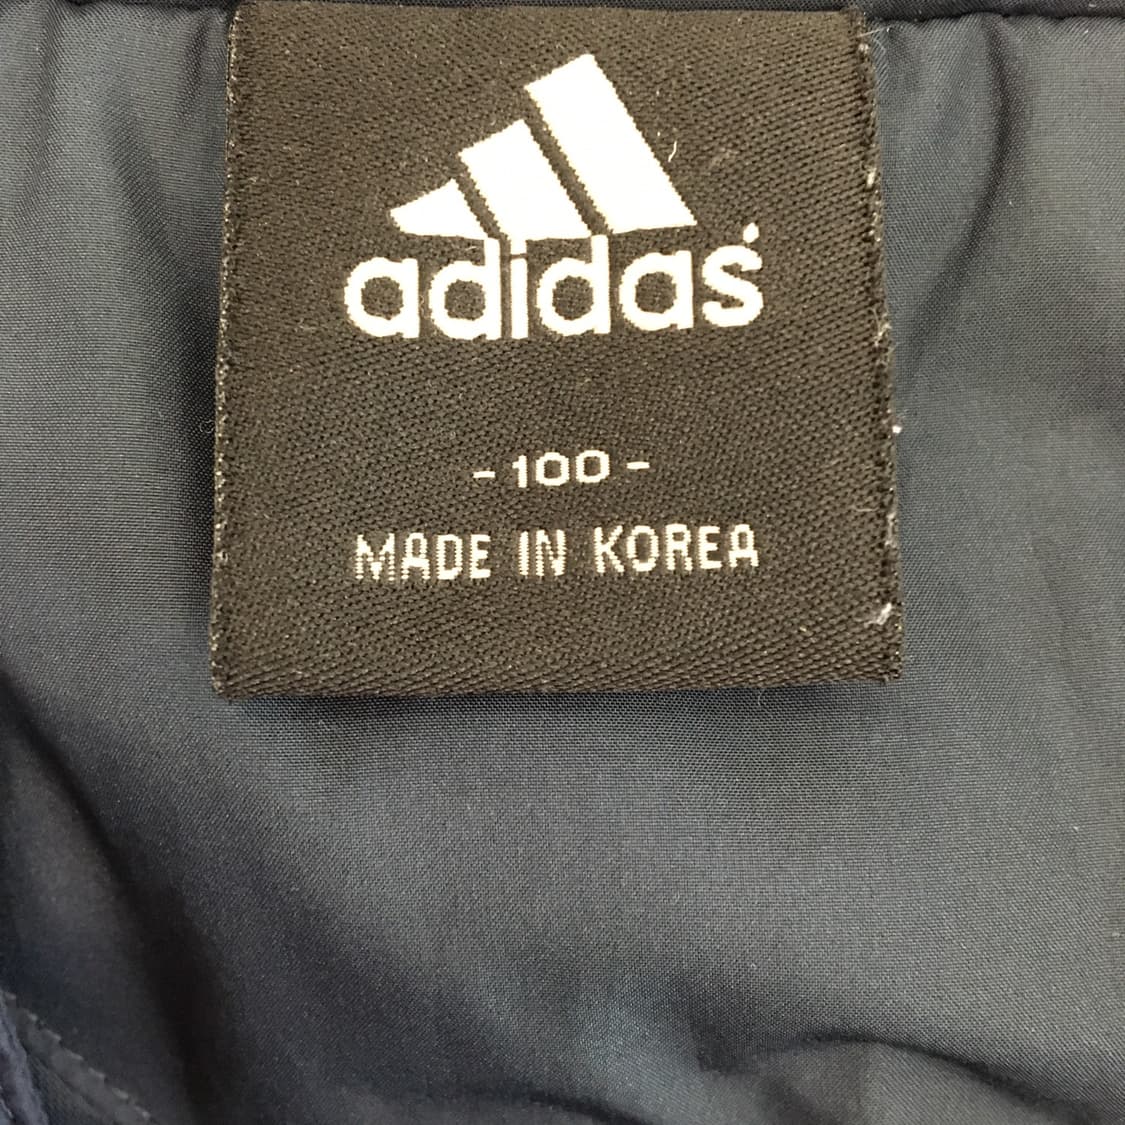 adidas
- 100 -
MADE IN KOREA